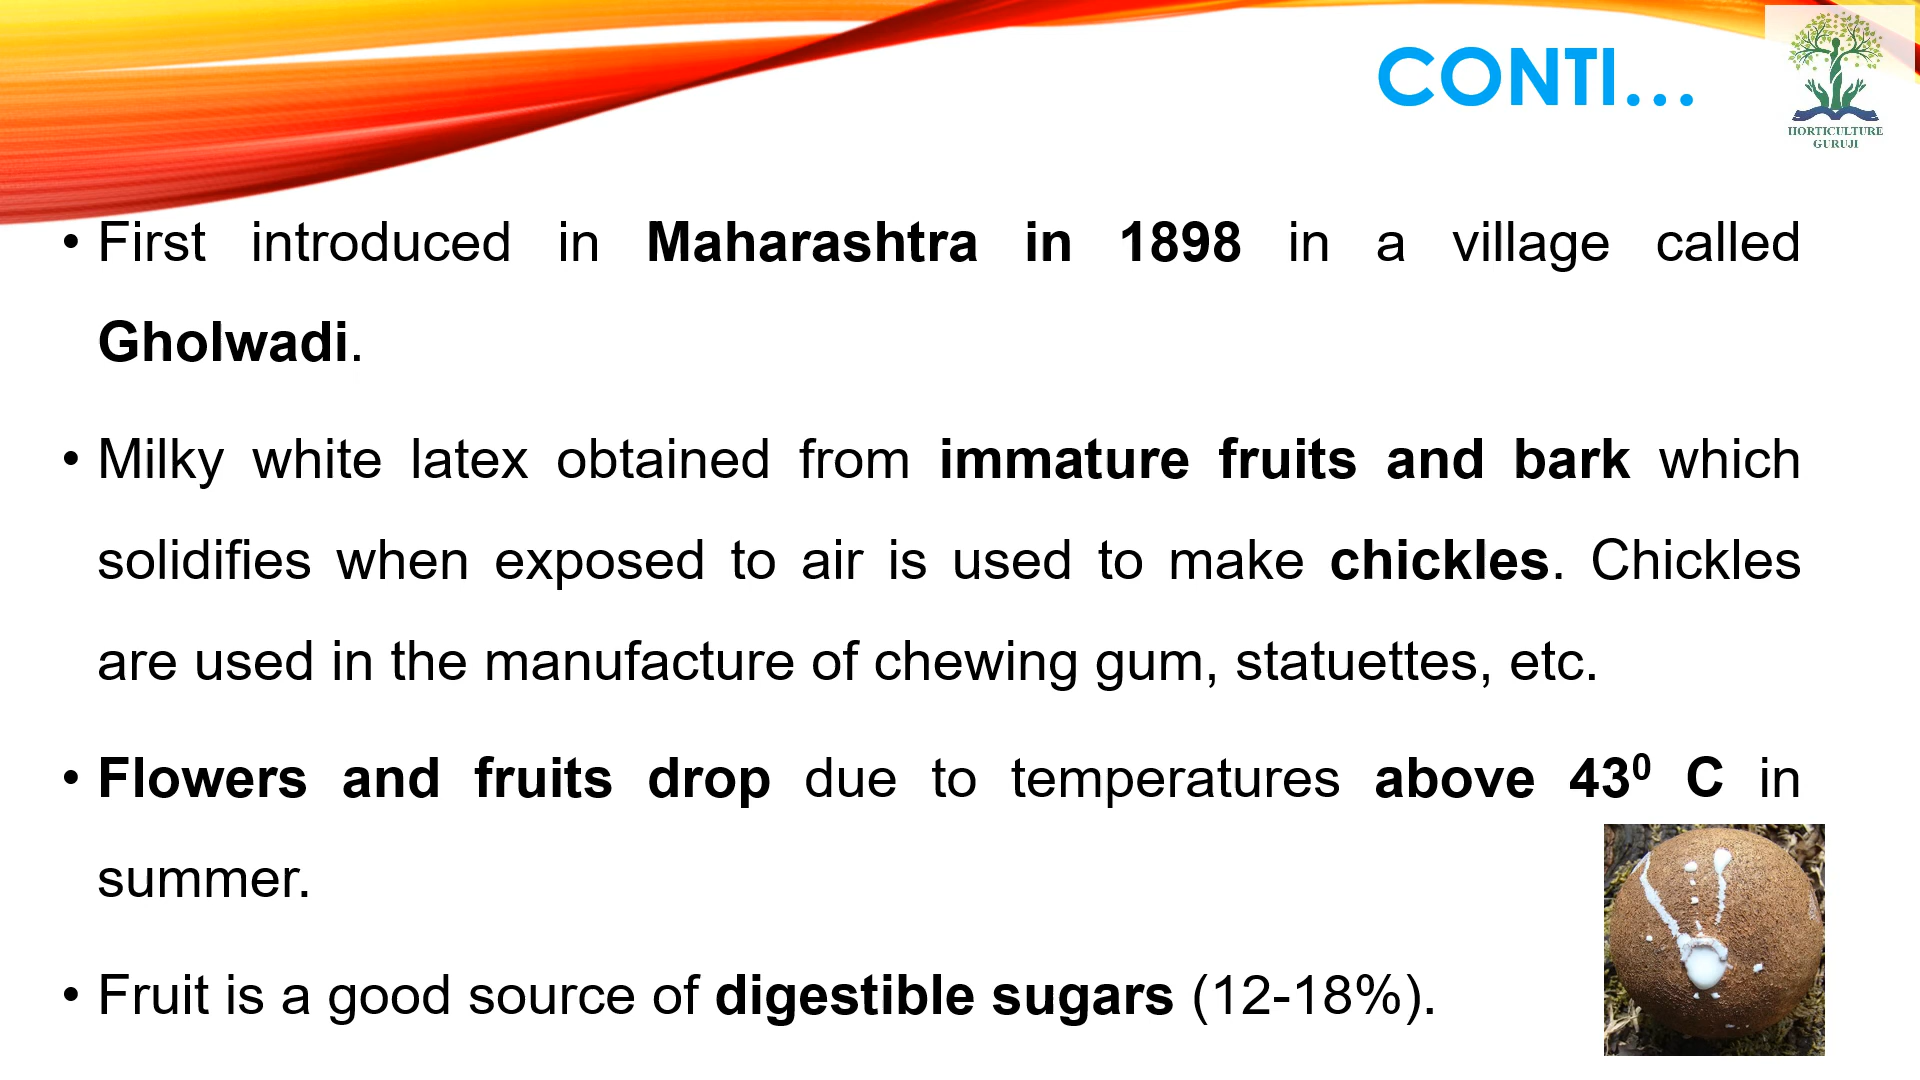 CONTI…
HORTICULTURE
GURUJI
• First introduced in Maharashtra in 1898 in a village called
Gholwadi.
• Milky white latex obtained from immature fruits and bark which
solidifies when exposed to air is used to make chickles. Chickles
are used in the manufacture of chewing gum, statuettes, etc.
• Flowers and fruits drop due to temperatures above 43⁰ C in
summer.
• Fruit is a good source of digestible sugars (12-18%).